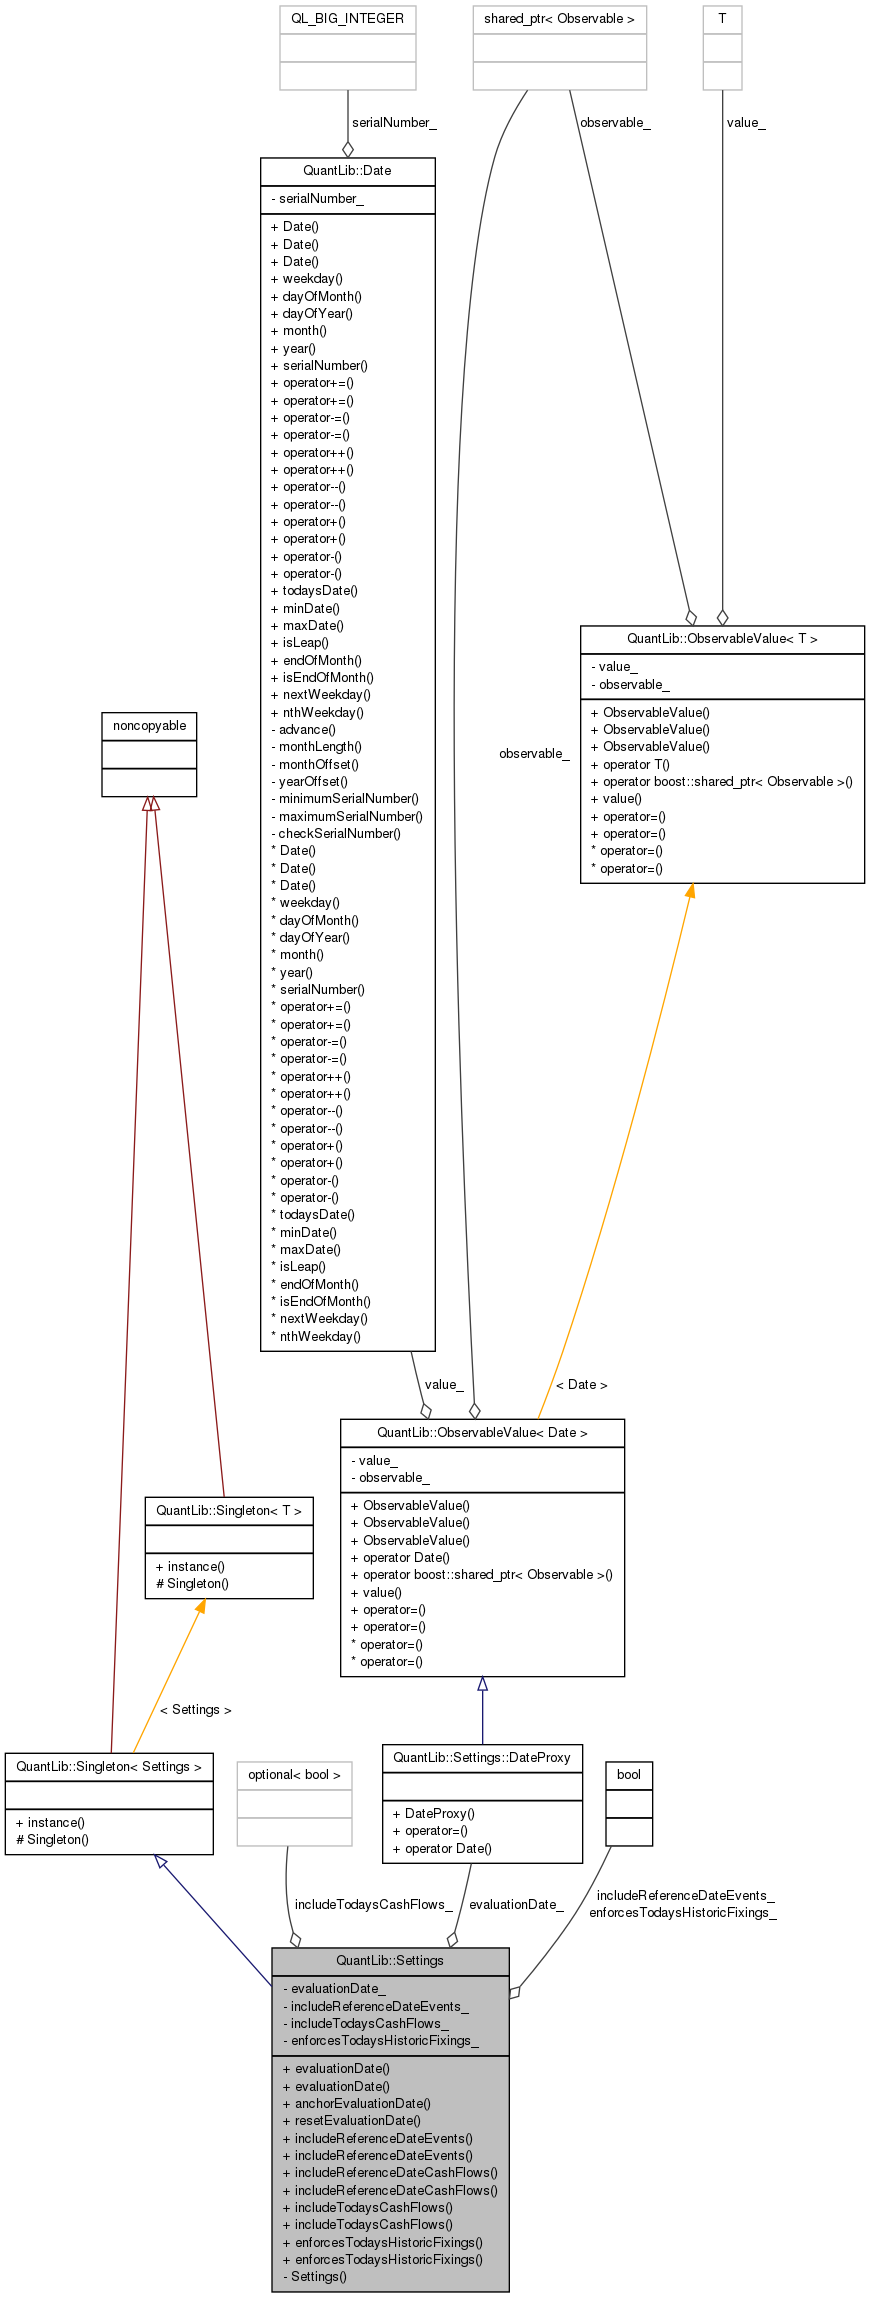 QL_BIG_INTEGER
shared_ptr< Observable >
T
serialNumber_
observable_
value_
QuantLib::Date
- serialNumber_
+ Date()
+ Date()
+ Date()
+ weekday()
+ dayOfMonth()
+ dayOfYear()
+ month()
+ year()
+ serialNumber()
+ operator+=()
+ operator+=()
+ operator-=()
+ operator-=()
+ operator++()
+ operator++()
+ operator--()
+ operator--()
+ operator+()
+ operator+()
+ operator-()
+ operator-()
+ todaysDate()
+ minDate()
+ maxDate()
+ isLeap()
+ endOfMonth()
+ isEndOfMonth()
+ nextWeekday()
+ nthWeekday()
- advance()
- monthLength()
- monthOffset()
- yearOffset()
- minimumSerialNumber()
- maximumSerialNumber()
- checkSerialNumber()
* Date()
* Date()
* Date()
* weekday()
* dayOfMonth()
* dayOfYear()
* month()
* year()
* serialNumber()
* operator+=()
* operator+=()
* operator-=()
* operator-=()
* operator++()
* operator++()
* operator--()
* operator--()
* operator+()
* operator+()
* operator-()
* operator-()
* todaysDate()
* minDate()
* maxDate()
* isLeap()
* endOfMonth()
* isEndOfMonth()
* nextWeekday()
* nthWeekday()
QuantLib::ObservableValue< T >
- value_
- observable_
+ ObservableValue()
+ ObservableValue()
+ ObservableValue()
+ operator T()
+ operator boost::shared_ptr< Observable >()
+ value()
+ operator=()
+ operator=()
* operator=()
* operator=()
noncopyable
observable_
value_
< Date >
QuantLib::ObservableValue< Date >
- value_
- observable_
+ ObservableValue()
+ ObservableValue()
+ ObservableValue()
+ operator Date()
+ operator boost::shared_ptr< Observable >()
+ value()
+ operator=()
+ operator=()
* operator=()
* operator=()
QuantLib::Singleton< T >
+ instance()
# Singleton()
< Settings >
QuantLib::Singleton< Settings >
+ instance()
# Singleton()
optional< bool >
QuantLib::Settings::DateProxy
+ DateProxy()
+ operator=()
+ operator Date()
bool
includeTodaysCashFlows_
evaluationDate_
includeReferenceDateEvents_
enforcesTodaysHistoricFixings_
QuantLib::Settings
- evaluationDate_
- includeReferenceDateEvents_
- includeTodaysCashFlows_
- enforcesTodaysHistoricFixings_
+ evaluationDate()
+ evaluationDate()
+ anchorEvaluationDate()
+ resetEvaluationDate()
+ includeReferenceDateEvents()
+ includeReferenceDateEvents()
+ includeReferenceDateCashFlows()
+ includeReferenceDateCashFlows()
+ includeTodaysCashFlows()
+ includeTodaysCashFlows()
+ enforcesTodaysHistoricFixings()
+ enforcesTodaysHistoricFixings()
- Settings()